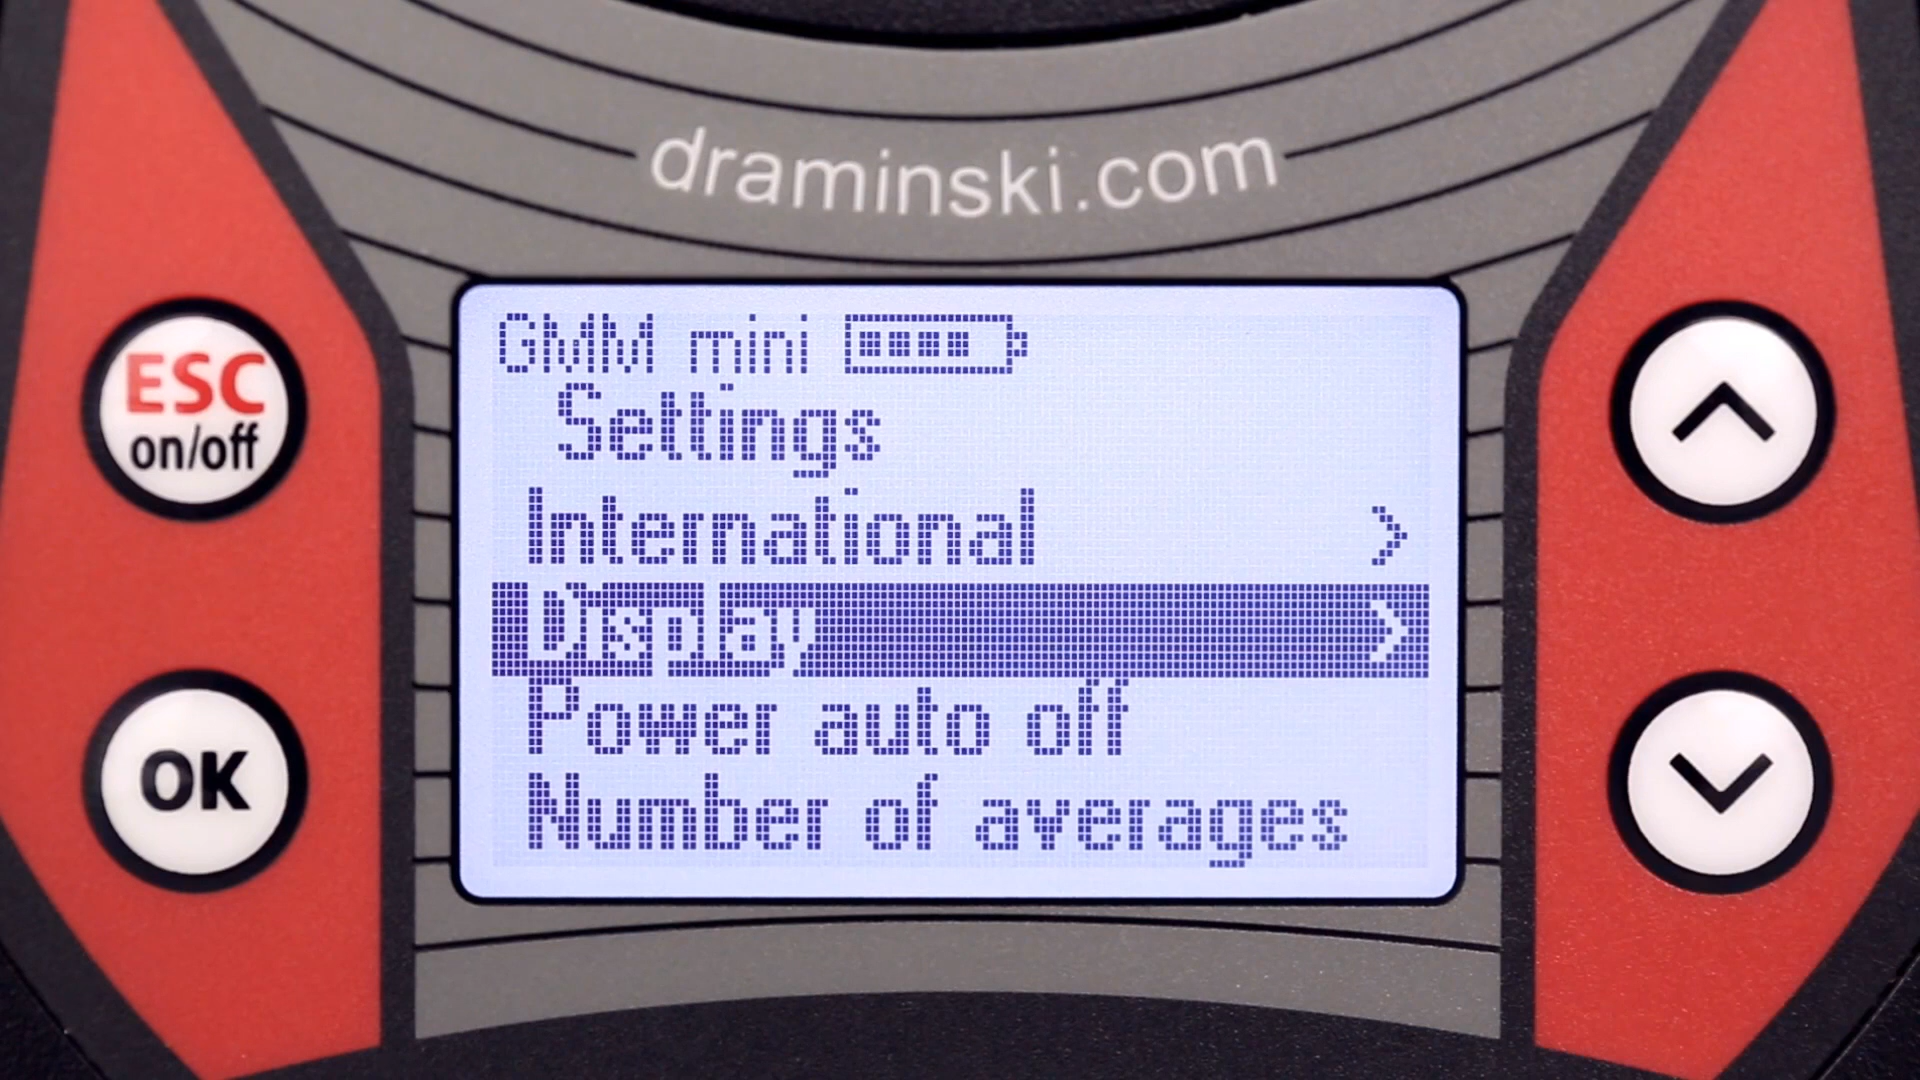 draminski.com
GMM mini
Settings
International >
Display >
Power auto off
Number of averages
ESC
on/off
OK